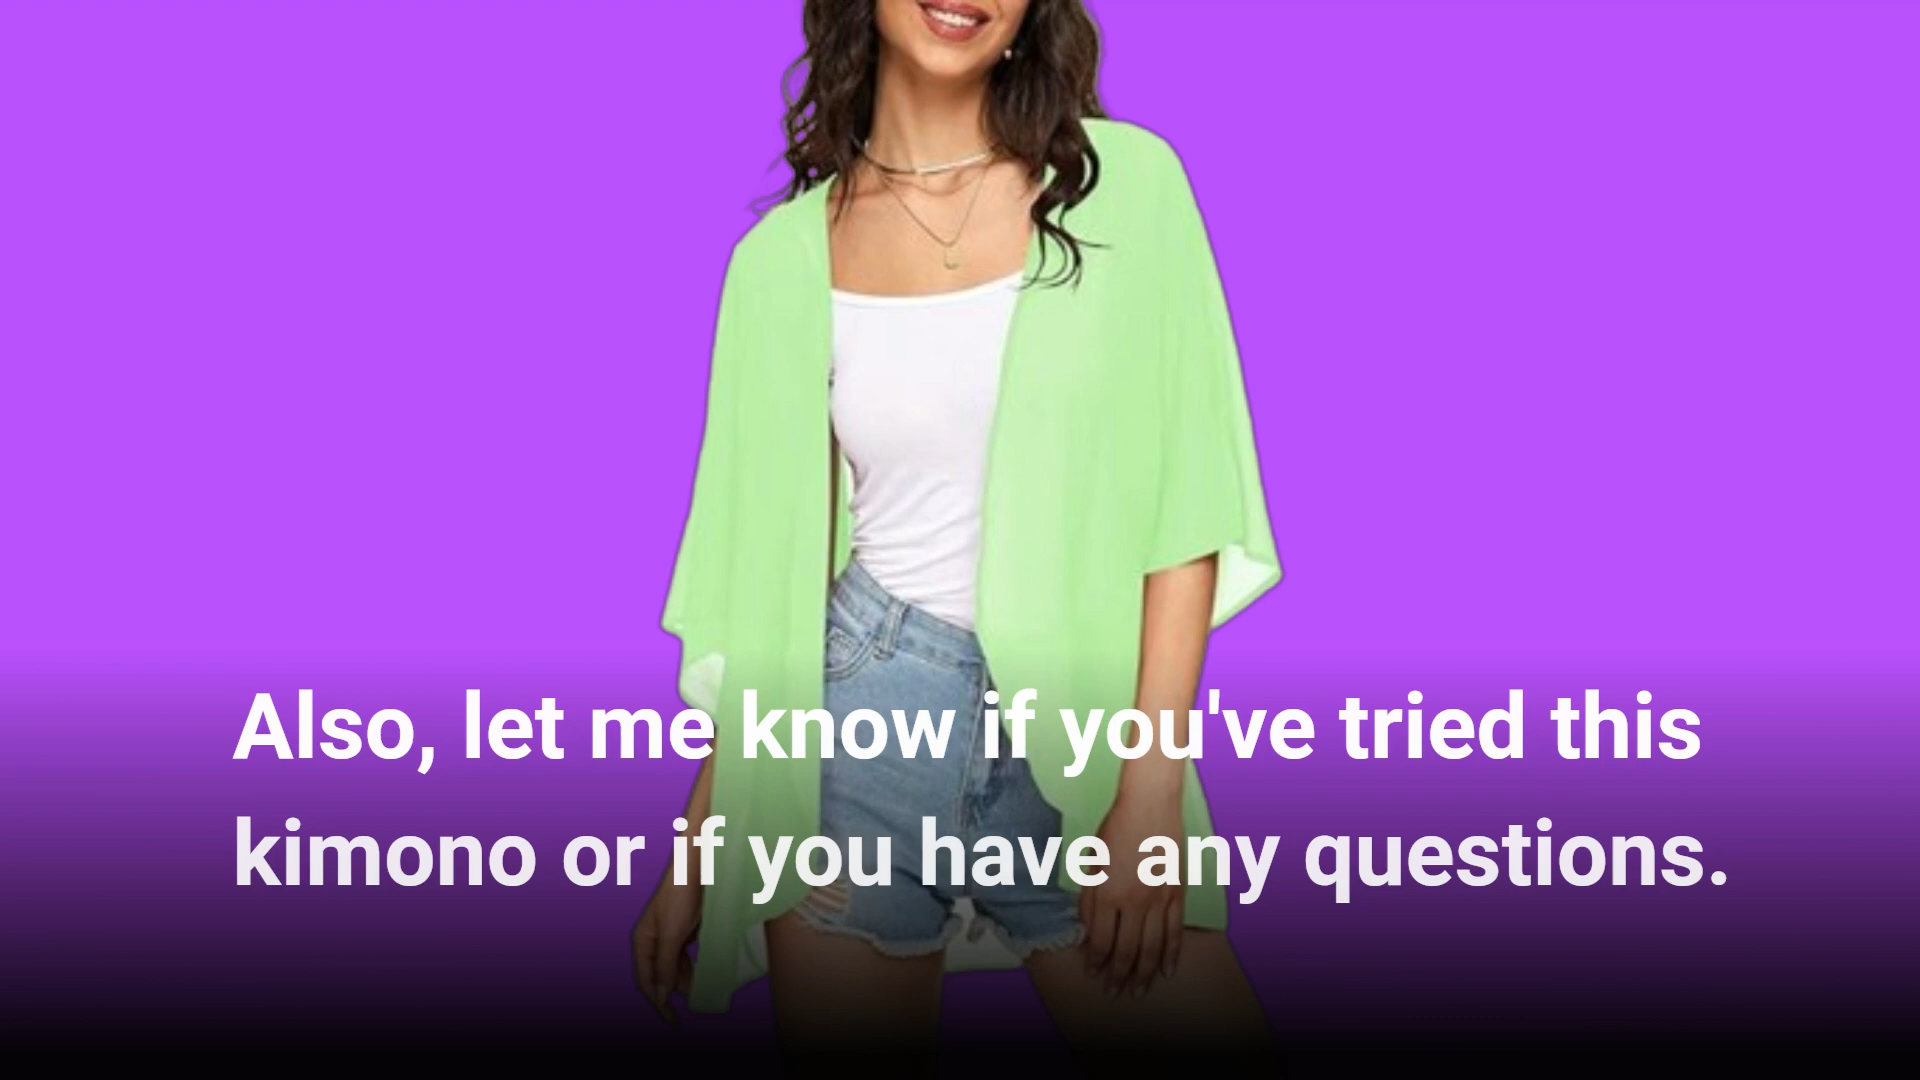 Also, let me know if you've tried this
kimono or if you have any questions.